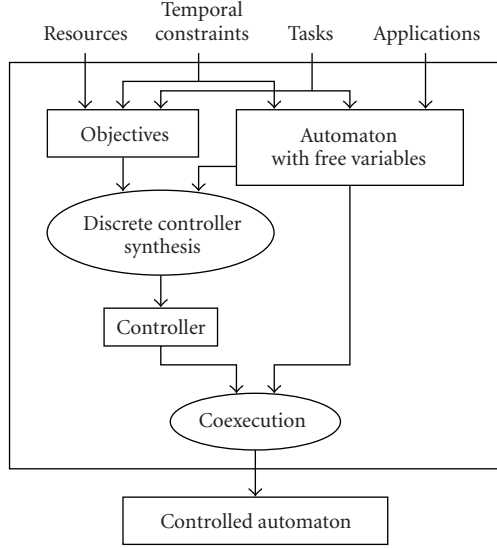 Resources
Temporal
constraints
Tasks
Applications
Objectives
Automaton
with free variables
Discrete controller
synthesis
Controller
Coexecution
Controlled automaton